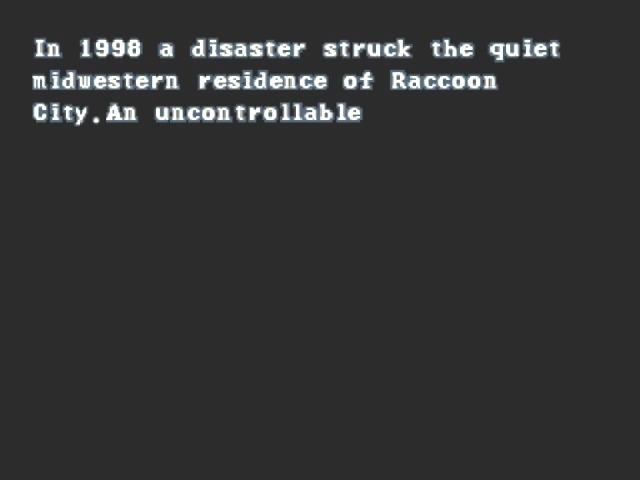 In 1998 a disaster struck the quiet
midwestern residence of Raccoon
City.An uncontrollable